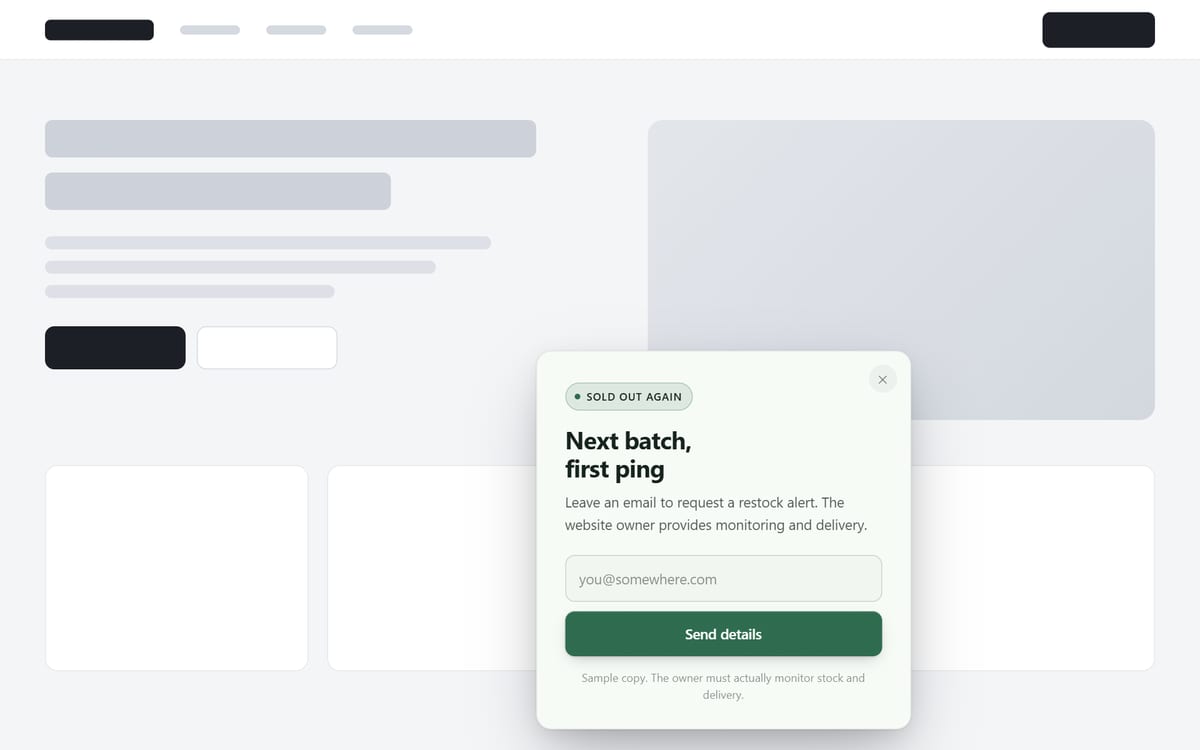 SOLD OUT AGAIN
Next batch,
first ping
Leave an email to request a restock alert. The
website owner provides monitoring and delivery.
you@somewhere.com
Send details
Sample copy. The owner must actually monitor stock and
delivery.